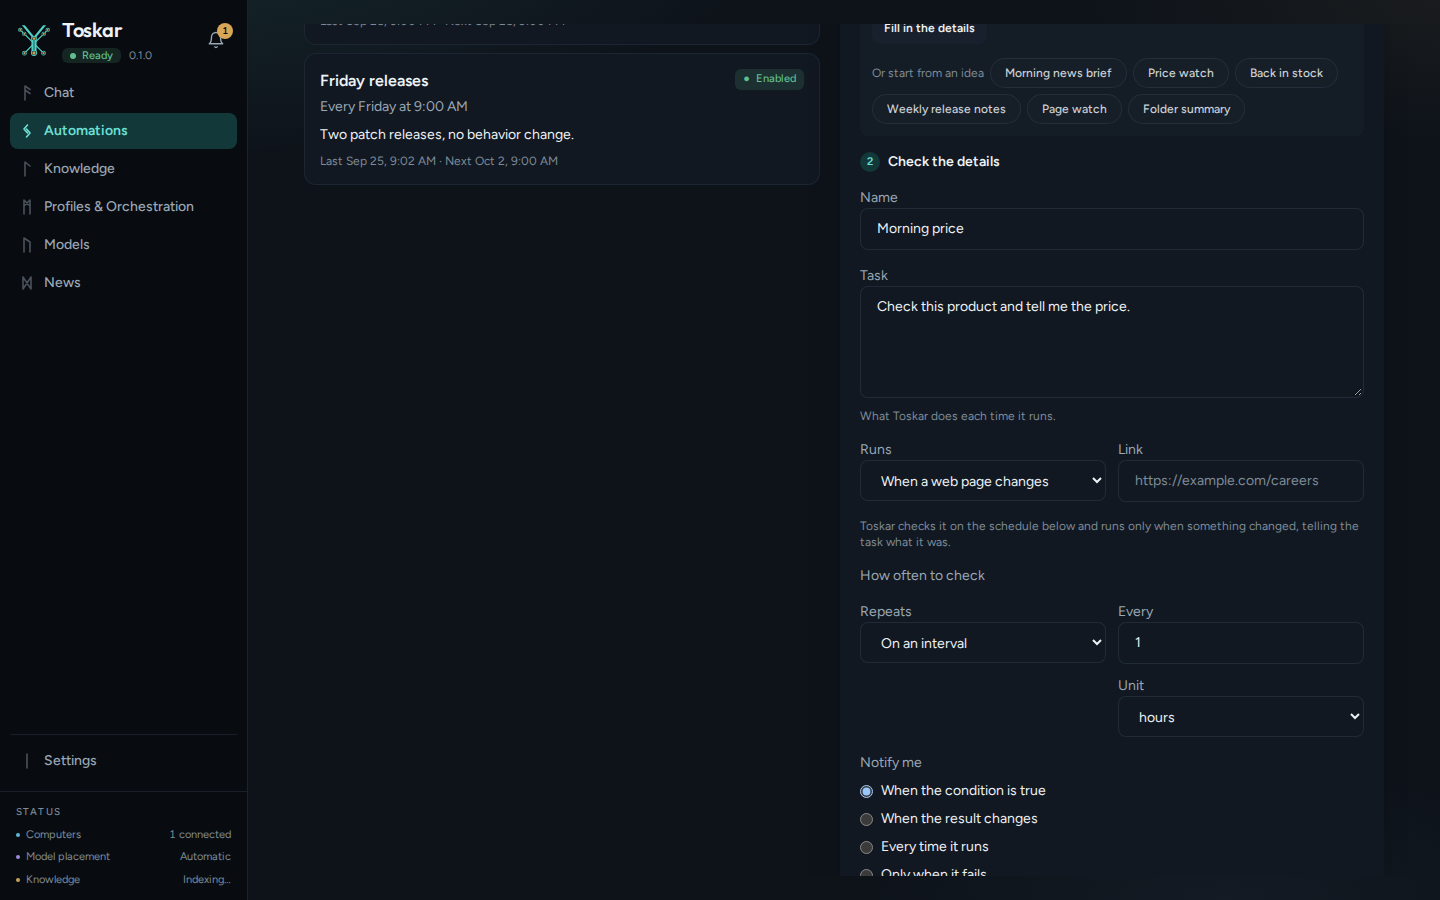 Toskar
1
Ready 0.1.0
Chat
Automations
Knowledge
Profiles & Orchestration
Models
News
Settings
STATUS
Computers 1 connected
Model placement Automatic
Knowledge Indexing...
Friday releases
Enabled
Every Friday at 9:00 AM
Two patch releases, no behavior change.
Last Sep 25, 9:02 AM · Next Oct 2, 9:00 AM
Fill in the details
Or start from an idea Morning news brief Price watch Back in stock
Weekly release notes Page watch Folder summary
2 Check the details
Name
Morning price
Task
Check this product and tell me the price.
What Toskar does each time it runs.
Runs Link
When a web page changes https://example.com/careers
Toskar checks it on the schedule below and runs only when something changed, telling the
task what it was.
How often to check
Repeats Every
On an interval 1
Unit
hours
Notify me
When the condition is true
When the result changes
Every time it runs
Only when it fails